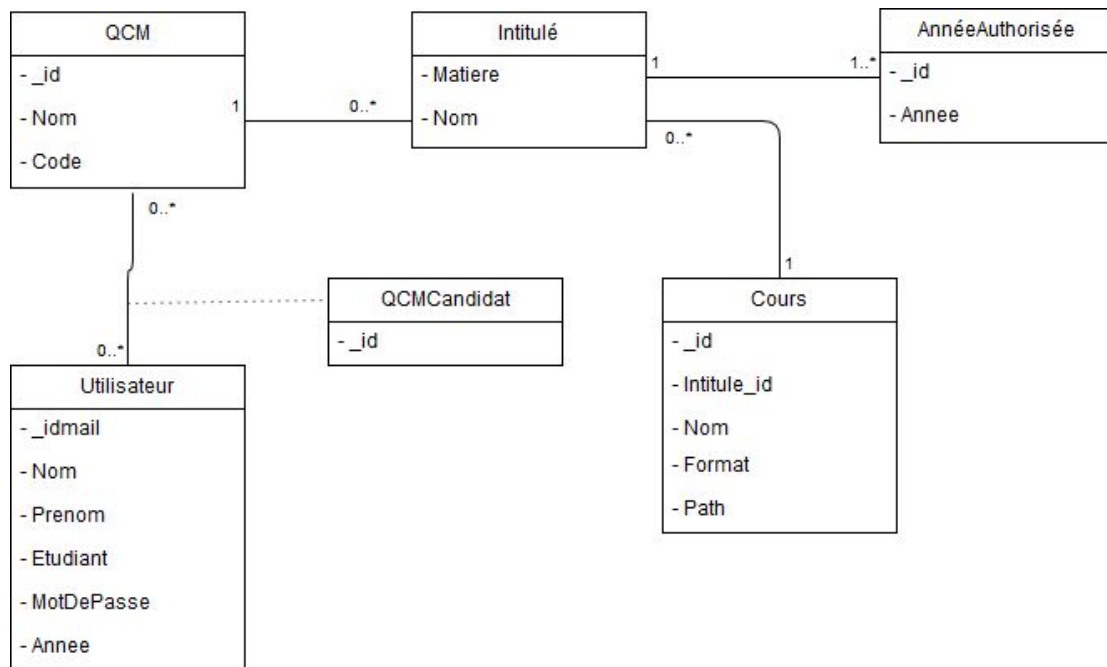 QCM
- _id
- Nom
- Code
1
0..*
Intitulé
- Matiere
- Nom
1
1..*
AnnéeAuthorisée
- _id
- Annee
0..*
0..*
0..*
1
QCMCandidat
- _id
Cours
- _id
- Intitule_id
- Nom
- Format
- Path
Utilisateur
- _idmail
- Nom
- Prenom
- Etudiant
- MotDePasse
- Annee